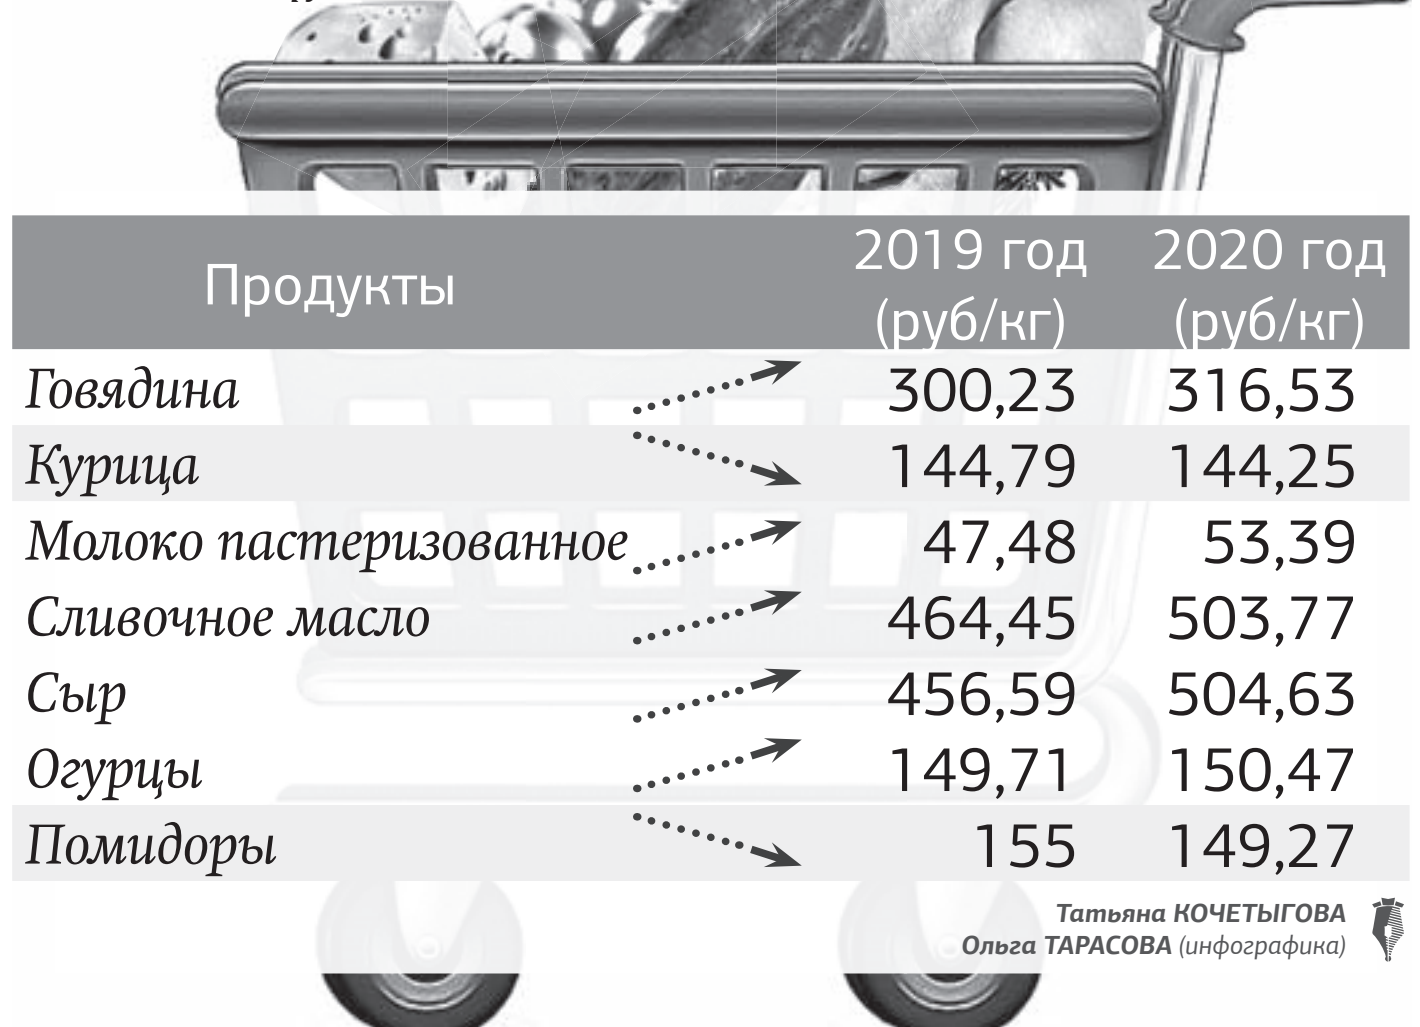 Продукты
2019 год
(руб/кг)
2020 год
(руб/кг)
Говядина 300,23 316,53
Курица 144,79 144,25
Молоко пастеризованное 47,48 53,39
Сливочное масло 464,45 503,77
Сыр 456,59 504,63
Огурцы 149,71 150,47
Помидоры 155 149,27
Татьяна КОЧЕТЫГОВА
Ольга ТАРАСОВА (инфографика)